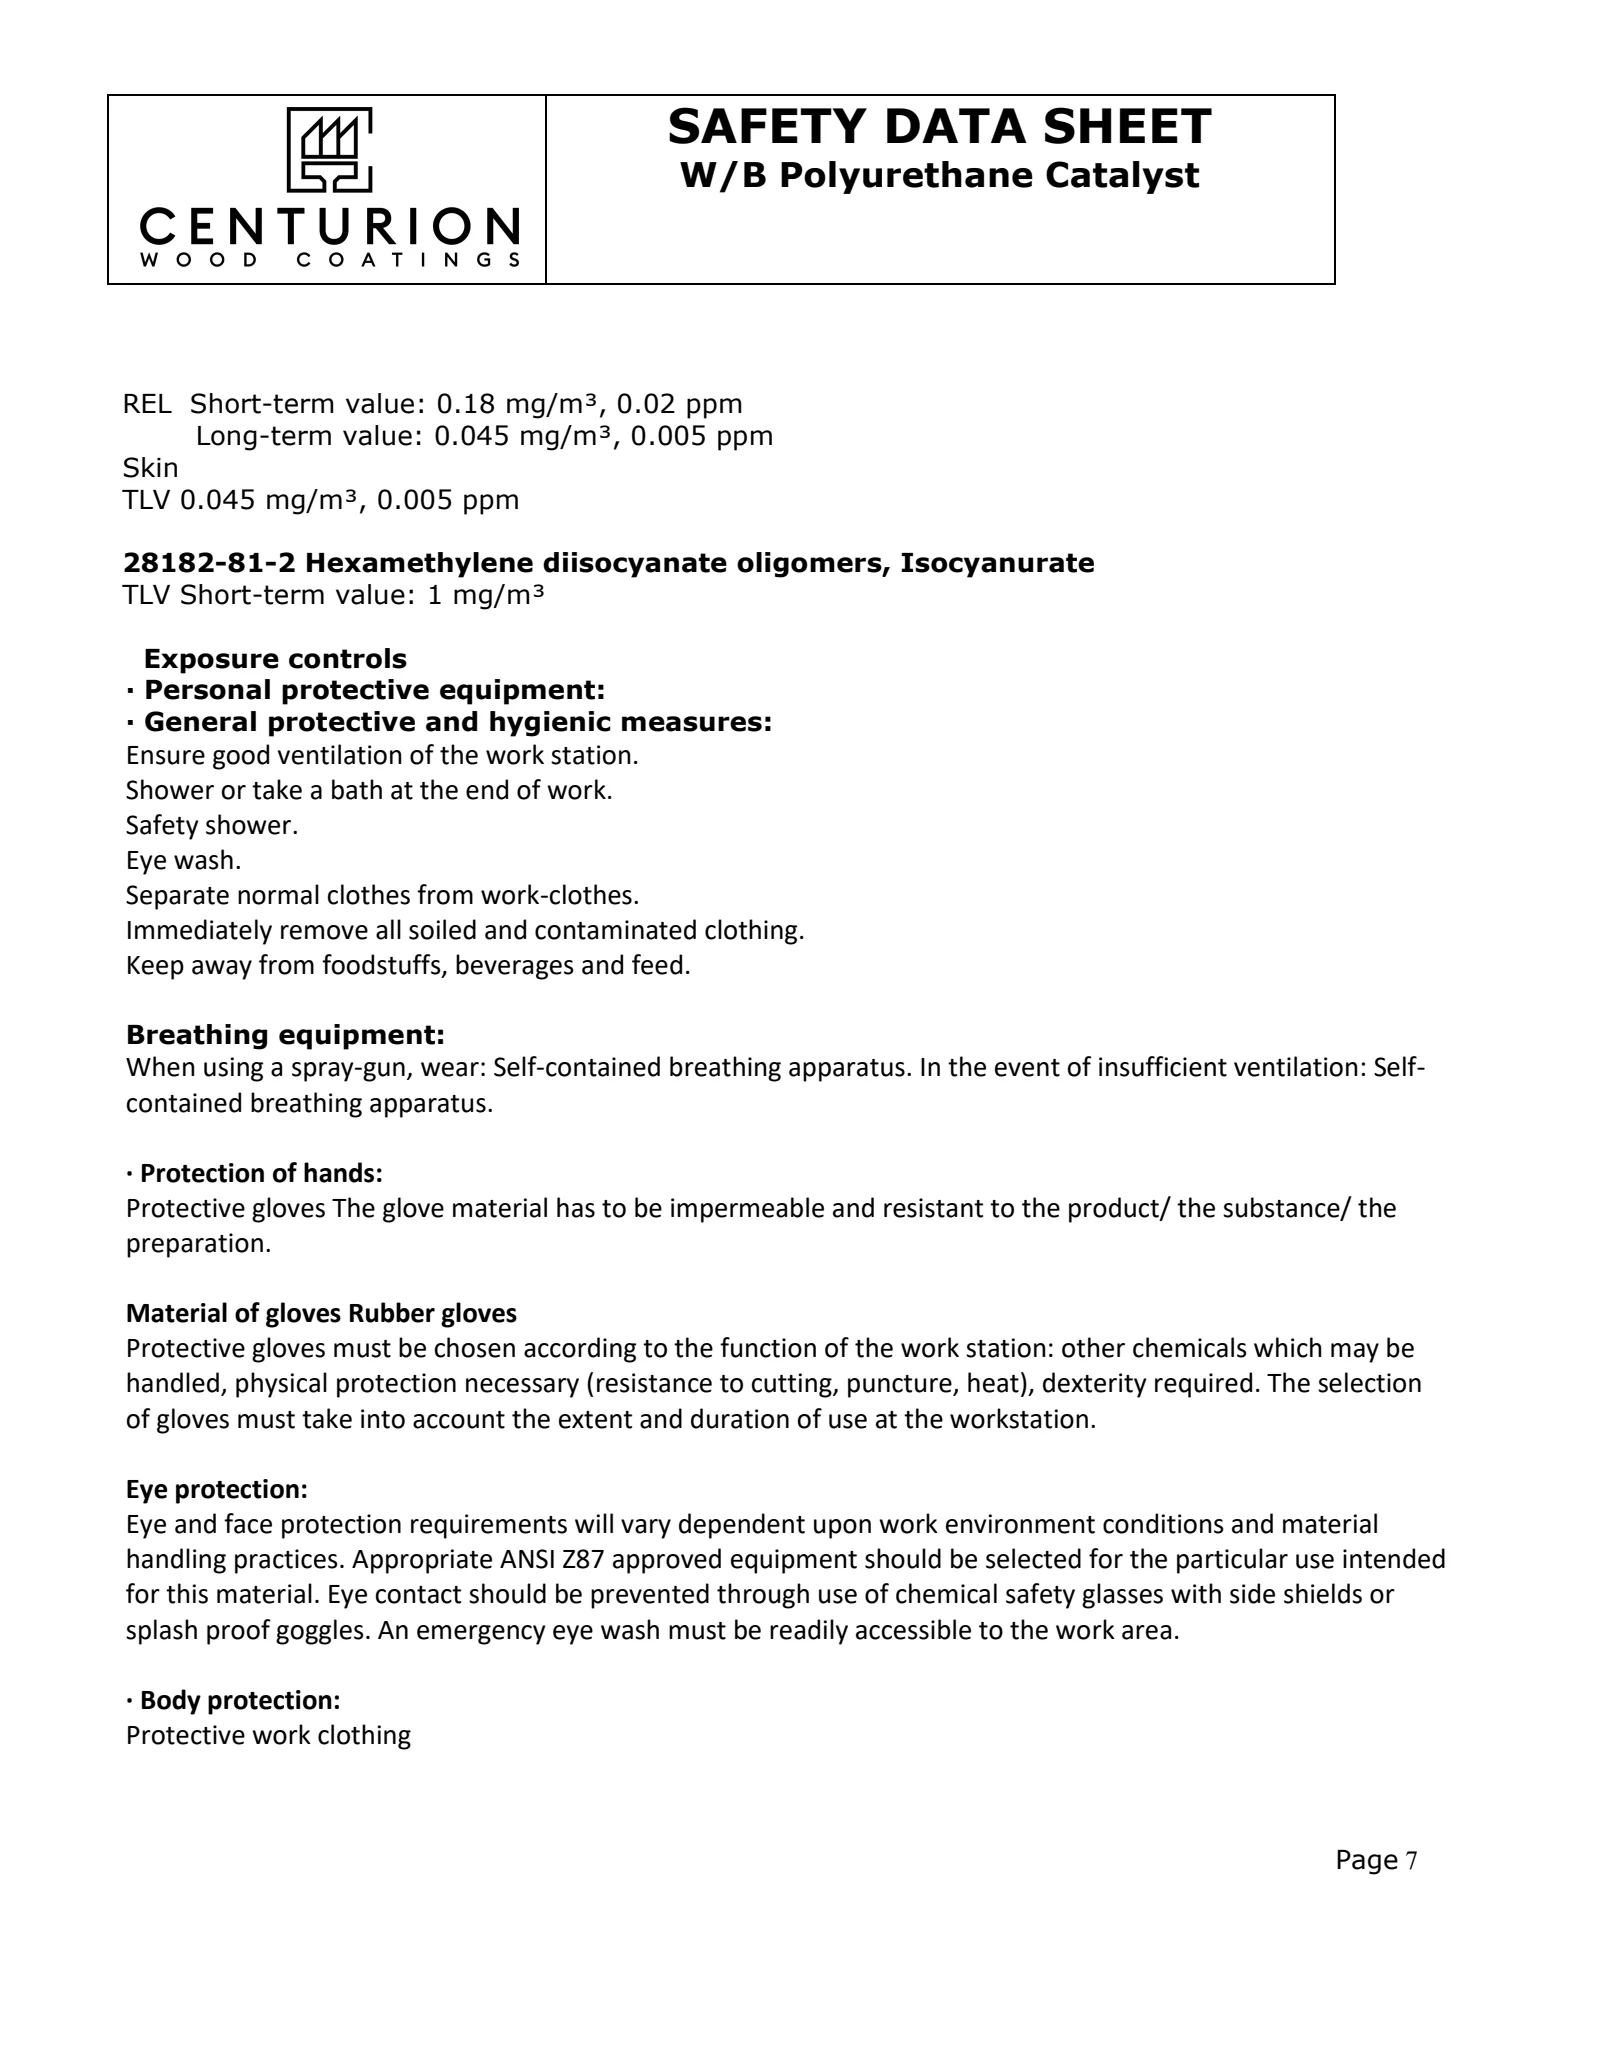 CENTURION
WOOD COATINGS
SAFETY DATA SHEET
W/B Polyurethane Catalyst
REL Short-term value: 0.18 mg/m³, 0.02 ppm
Long-term value: 0.045 mg/m³, 0.005 ppm
Skin
TLV 0.045 mg/m³, 0.005 ppm
28182-81-2 Hexamethylene diisocyanate oligomers, Isocyanurate
TLV Short-term value: 1 mg/m³
Exposure controls
· Personal protective equipment:
· General protective and hygienic measures:
Ensure good ventilation of the work station.
Shower or take a bath at the end of work.
Safety shower.
Eye wash.
Separate normal clothes from work-clothes.
Immediately remove all soiled and contaminated clothing.
Keep away from foodstuffs, beverages and feed.
Breathing equipment:
When using a spray-gun, wear: Self-contained breathing apparatus. In the event of insufficient ventilation: Self-
contained breathing apparatus.
· Protection of hands:
Protective gloves The glove material has to be impermeable and resistant to the product/ the substance/ the
preparation.
Material of gloves Rubber gloves
Protective gloves must be chosen according to the function of the work station: other chemicals which may be
handled, physical protection necessary (resistance to cutting, puncture, heat), dexterity required. The selection
of gloves must take into account the extent and duration of use at the workstation.
Eye protection:
Eye and face protection requirements will vary dependent upon work environment conditions and material
handling practices. Appropriate ANSI Z87 approved equipment should be selected for the particular use intended
for this material. Eye contact should be prevented through use of chemical safety glasses with side shields or
splash proof goggles. An emergency eye wash must be readily accessible to the work area.
· Body protection:
Protective work clothing
Page 7